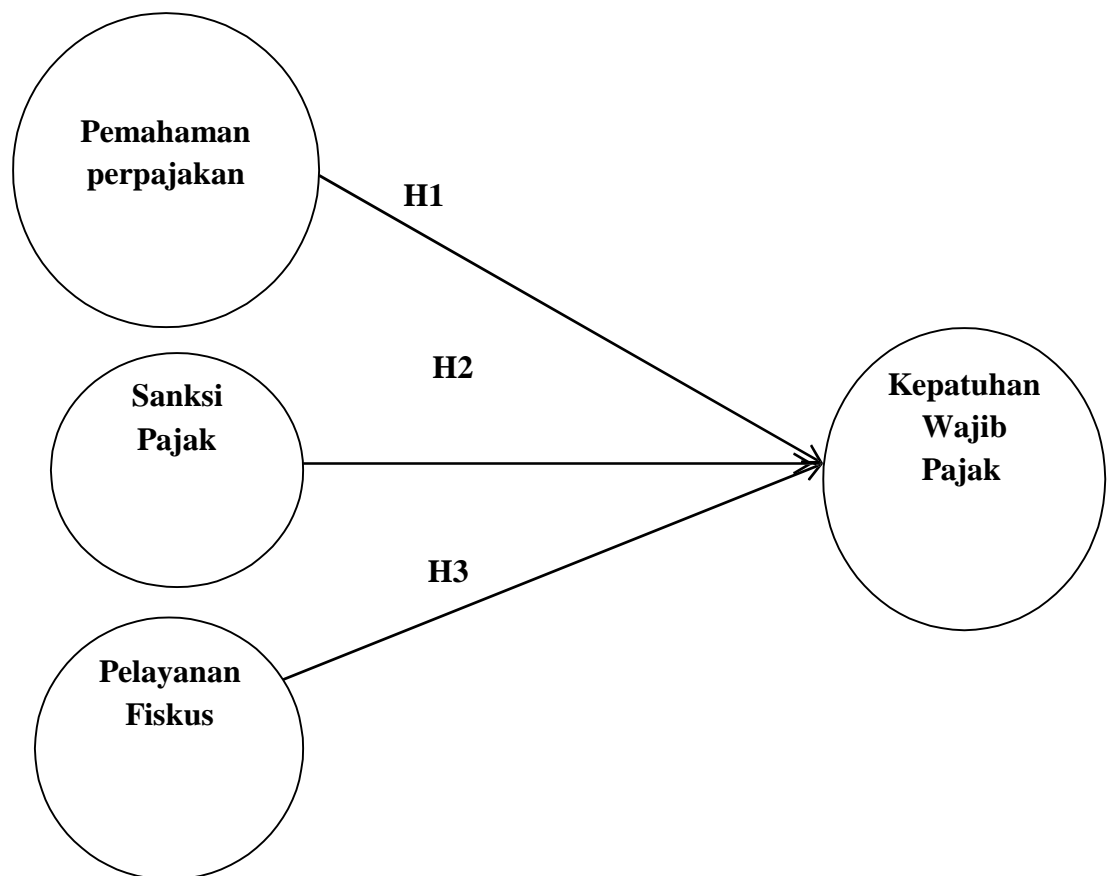 Pemahaman
perpajakan
H1
H2
Sanksi
Pajak
Kepatuhan
Wajib
Pajak
H3
Pelayanan
Fiskus